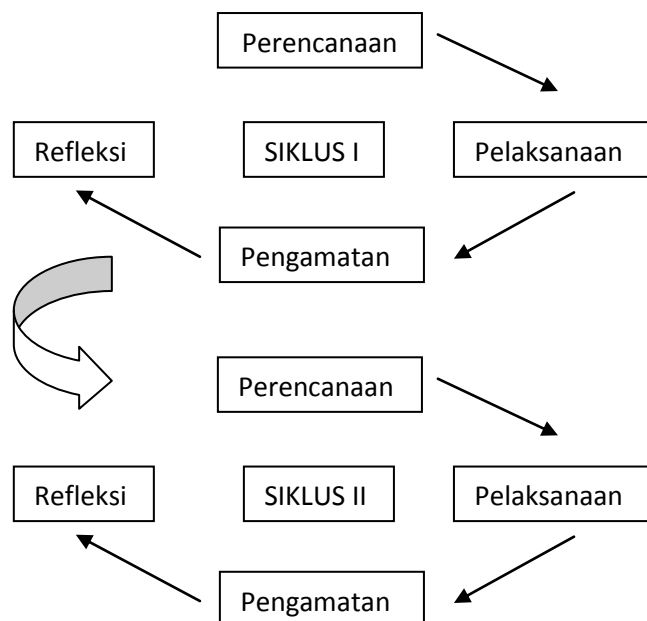 Perencanaan
Refleksi SIKLUS I Pelaksanaan
Pengamatan
Perencanaan
Refleksi SIKLUS II Pelaksanaan
Pengamatan